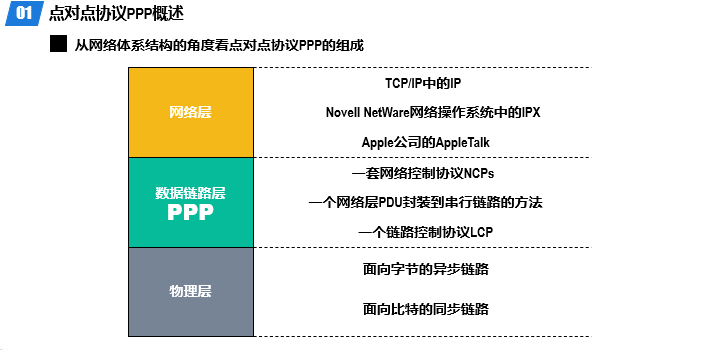 01 点对点协议PPP概述
从网络体系结构的角度看点对点协议PPP的组成
网络层
TCP/IP中的IP
Novell NetWare网络操作系统中的IPX
Apple公司的AppleTalk
数据链路层
PPP
一套网络控制协议NCPs
一个网络层PDU封装到串行链路的方法
一个链路控制协议LCP
物理层
面向字节的异步链路
面向比特的同步链路